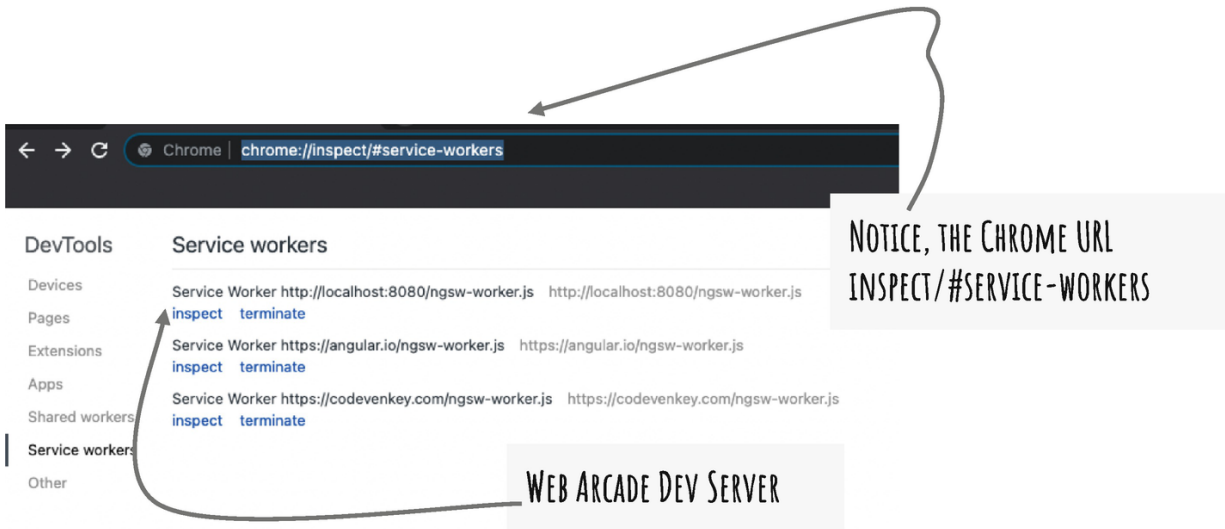 Chrome | chrome://inspect/#service-workers
NOTICE, THE CHROME URL
INSPECT/#SERVICE-WORKERS
DevTools
Devices
Pages
Extensions
Apps
Shared workers
Service workers
Other
Service workers
Service Worker http://localhost:8080/ngsw-worker.js http://localhost:8080/ngsw-worker.js
inspect terminate
Service Worker https://angular.io/ngsw-worker.js https://angular.io/ngsw-worker.js
inspect terminate
Service Worker https://codevenkey.com/ngsw-worker.js https://codevenkey.com/ngsw-worker.js
inspect terminate
WEB ARCADE DEV SERVER